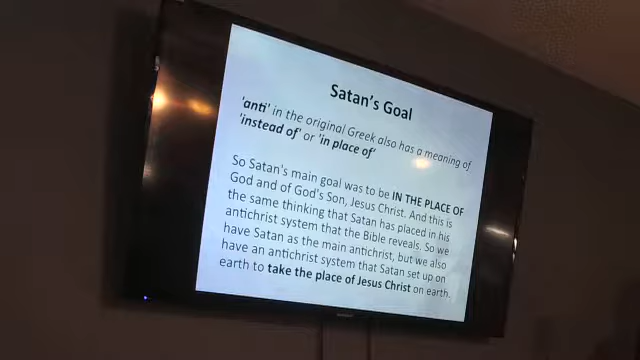 Satan's Goal
'anti' in the original Greek also has a meaning of
'instead of' or 'in place of'
So Satan's main goal was to be IN THE PLACE OF
God and of God's Son, Jesus Christ. And this is
the same thinking that Satan has placed in his
antichrist system that the Bible reveals. So we
have Satan as the main antichrist, but we also
have an antichrist system that Satan set up on
earth to take the place of Jesus Christ on earth.